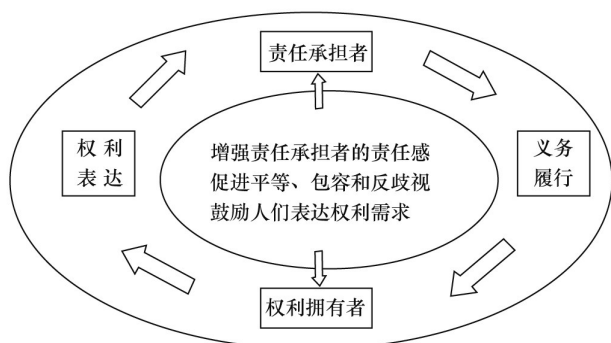 责任承担者
权利
表达
增强责任承担者的责任感
促进平等、包容和反歧视
鼓励人们表达权利需求
义务
履行
权利拥有者